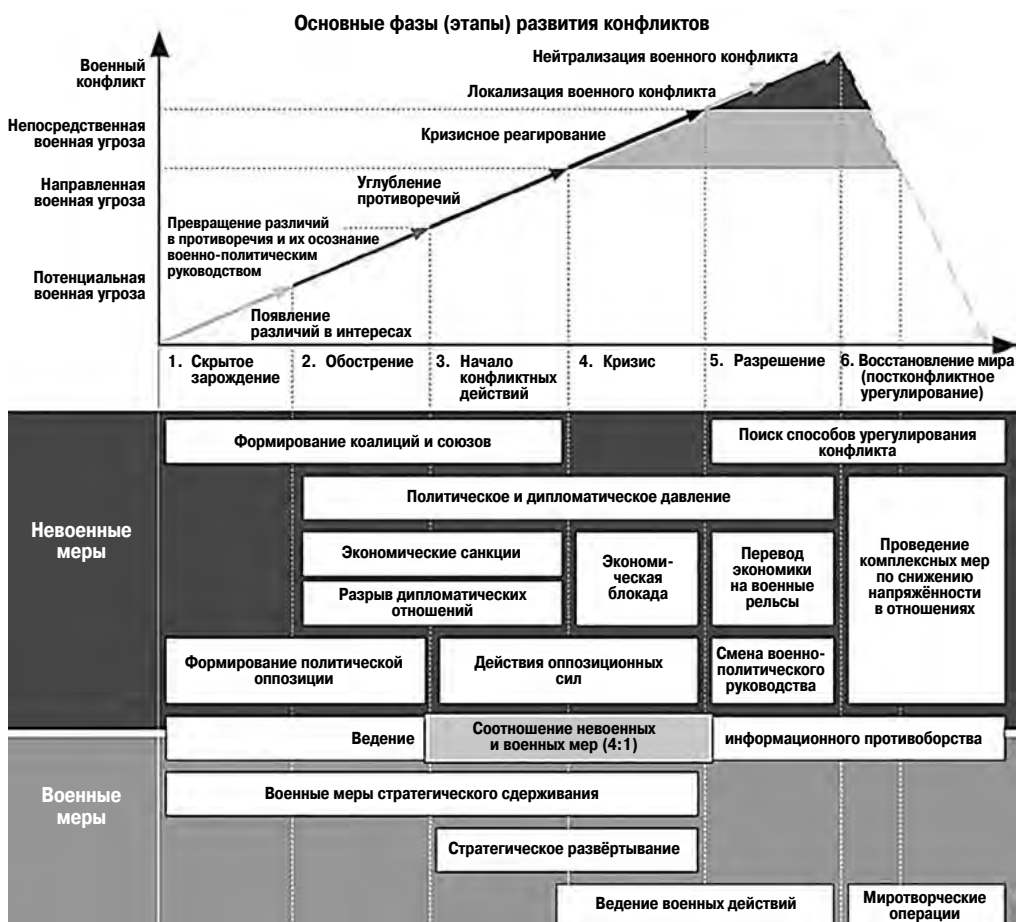 Основные фазы (этапы) развития конфликтов
Военный
конфликт
Нейтрализация военного конфликта
Локализация военного конфликта
Непосредственная
военная угроза
Кризисное реагирование
Направленная
военная угроза
Углубление
противоречий
Превращение различий
в противоречия и их осознание
военно-политическим
руководством
Потенциальная
военная угроза
Появление
различий в интересах
1. Скрытое
зарождение
2. Обострение
3. Начало
конфликтных
действий
4. Кризис
5. Разрешение
6. Восстановление мира
(постконфликтное
урегулирование)
Невоенные
меры
Формирование коалиций и союзов
Поиск способов урегулирования
конфликта
Политическое и дипломатическое давление
Экономические санкции
Разрыв дипломатических
отношений
Экономи-
ческая
блокада
Перевод
экономики
на военные
рельсы
Проведение
комплексных мер
по снижению
напряжённости
в отношениях
Формирование политической
оппозиции
Действия оппозиционных
сил
Смена военно-
политического
руководства
Ведение
Соотношение невоенных
и военных мер (4:1)
информационного противоборства
Военные
меры
Военные меры стратегического сдерживания
Стратегическое развёртывание
Ведение военных действий
Миротворческие
операции